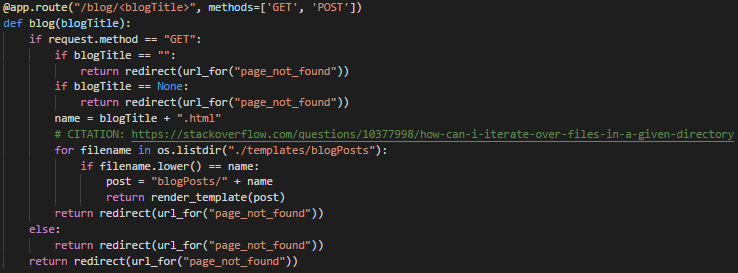 @app.route("/blog/<blogTitle>", methods=['GET', 'POST'])
def blog(blogTitle):
    if request.method == "GET":
        if blogTitle == "":
            return redirect(url_for("page_not_found"))
        if blogTitle == None:
            return redirect(url_for("page_not_found"))
        name = blogTitle + ".html"
        # CITATION: https://stackoverflow.com/questions/10377998/how-can-i-iterate-over-files-in-a-given-directory
        for filename in os.listdir("./templates/blogPosts"):
            if filename.lower() == name:
                post = "blogPosts/" + name
                return render_template(post)
        return redirect(url_for("page_not_found"))
    else:
        return redirect(url_for("page_not_found"))
    return redirect(url_for("page_not_found"))